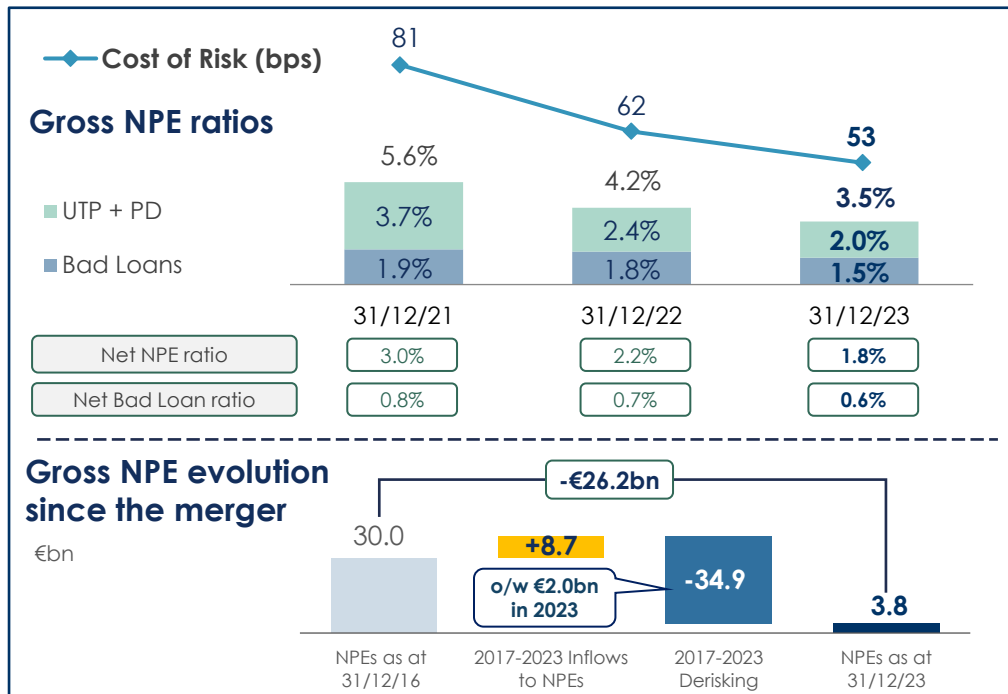 81
Cost of Risk (bps)
62
Gross NPE ratios
53
5.6%
4.2%
3.5%
UTP + PD
3.7%
2.4%
2.0%
Bad Loans
1.9%
1.8%
1.5%
31/12/21
31/12/22
31/12/23
Net NPE ratio
3.0%
2.2%
1.8%
Net Bad Loan ratio
0.8%
0.7%
0.6%
Gross NPE evolution
since the merger
€bn
-€26.2bn
30.0
+8.7
o/w €2.0bn
in 2023
-34.9
3.8
NPEs as at
31/12/16
2017-2023 Inflows
to NPEs
2017-2023
Derisking
NPEs as at
31/12/23